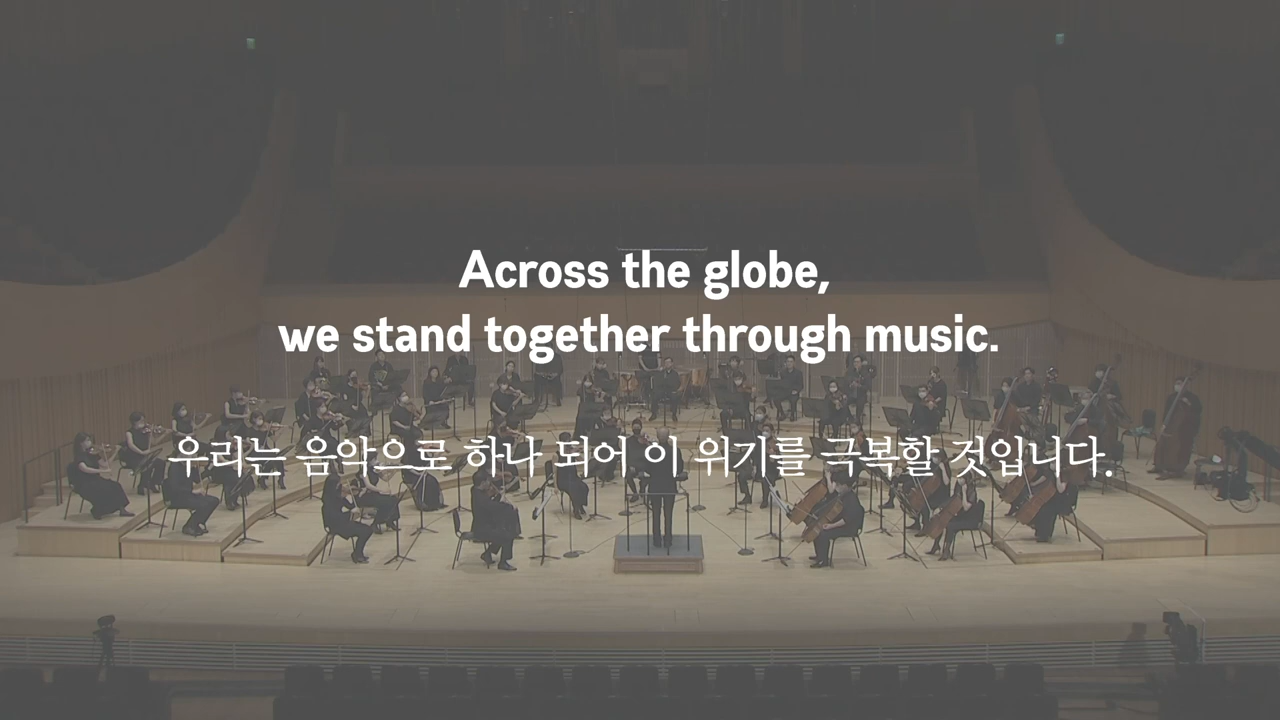 Across the globe,
we stand together through music.
우리는 음악으로 하나 되어 이 위기를 극복할 것입니다.